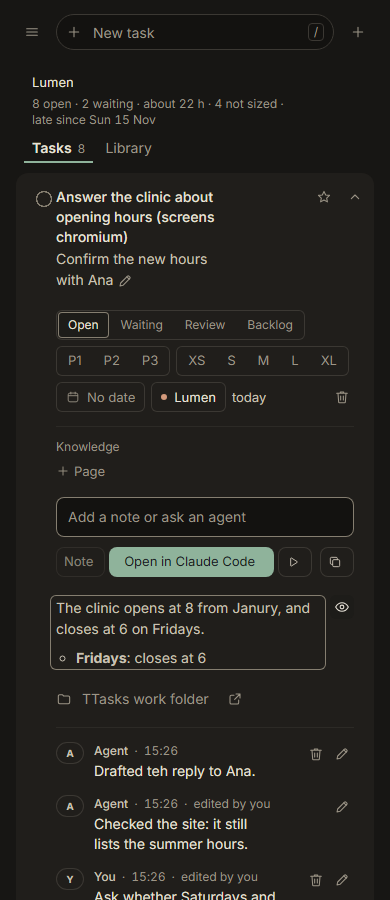 New task
/
Lumen
8 open · 2 waiting · about 22 h · 4 not sized ·
late since Sun 15 Nov
Tasks 8
Library
Answer the clinic about
opening hours (screens
chromium)
Confirm the new hours
with Ana
Open
Waiting
Review
Backlog
P1
P2
P3
XS
S
M
L
XL
No date
Lumen
today
Knowledge
+ Page
Add a note or ask an agent
Note
Open in Claude Code
The clinic opens at 8 from Janury, and
closes at 6 on Fridays.
Fridays: closes at 6
TTasks work folder
A
Agent · 15:26
Drafted teh reply to Ana.
A
Agent · 15:26 · edited by you
Checked the site: it still
lists the summer hours.
Y
You · 15:26 · edited by you
Ask whether Saturdays and